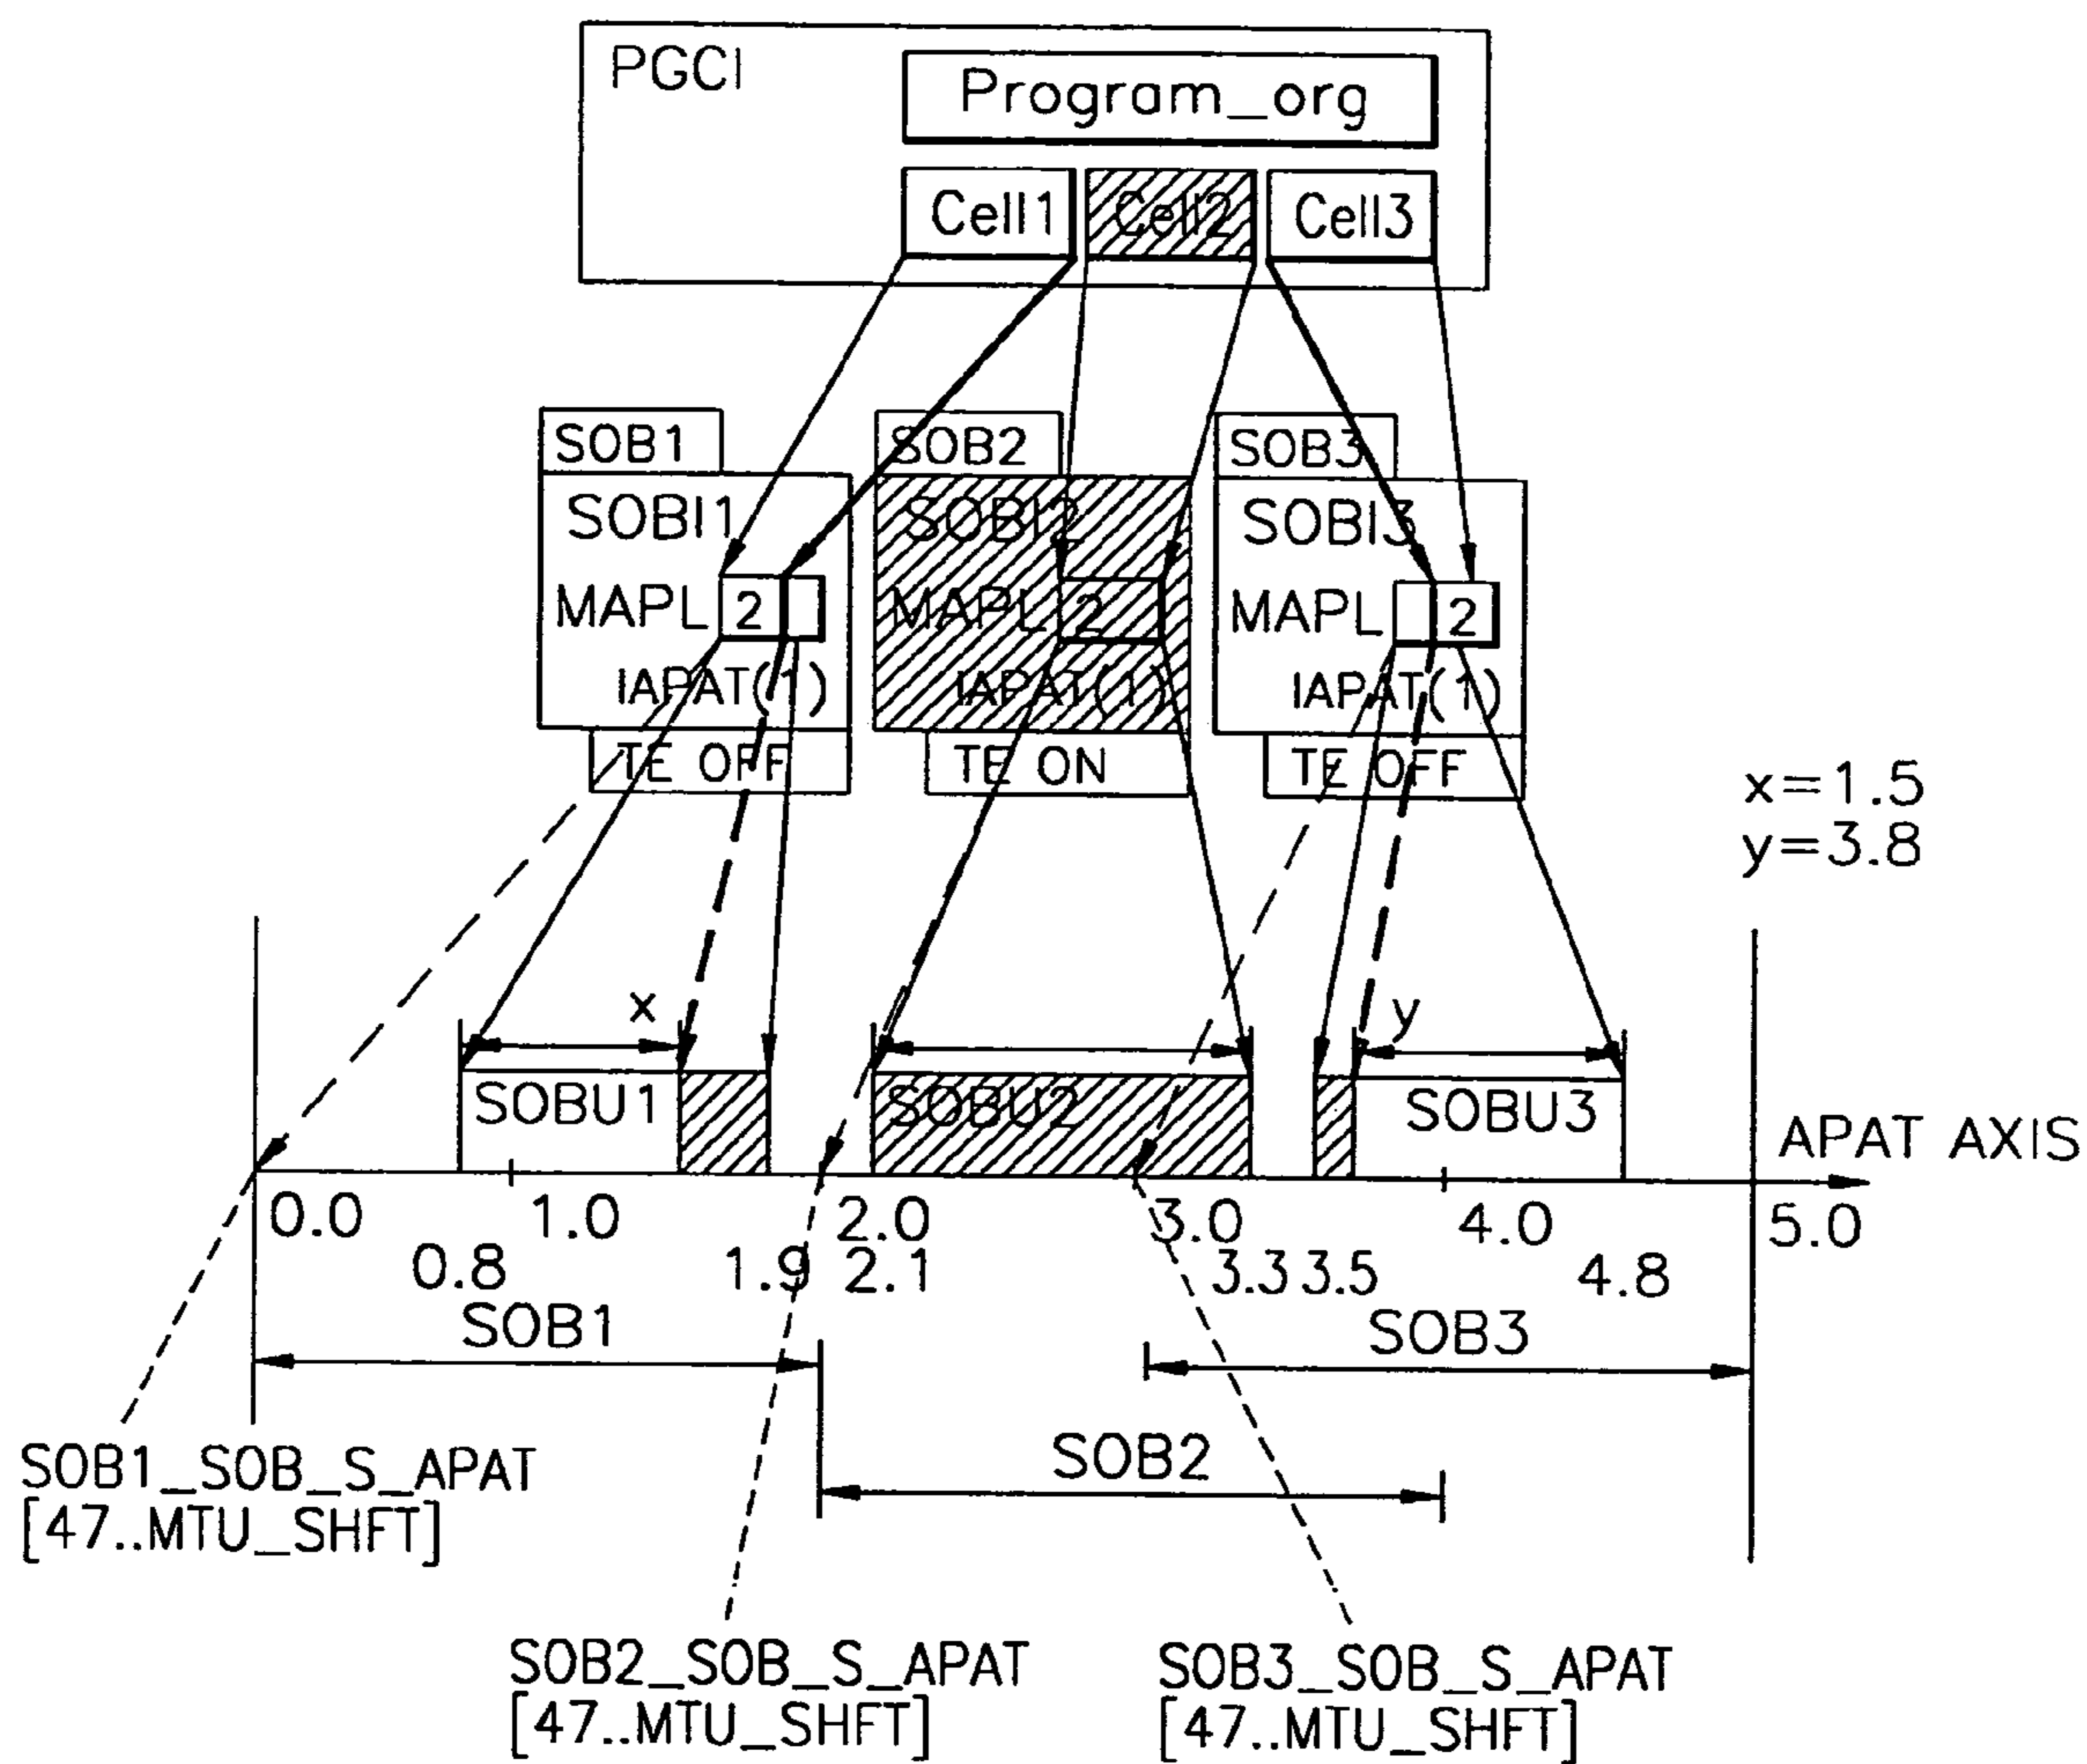 PGCI
Program_org
Cell1
Cell2
Cell3
SOB1
SOB2
SOB3
SOBI1
SOBI2
SOBI3
MAPL 2
MAPL 2
MAPL 2
IAPAT(1)
IAPAT(1)
IAPAT(1)
TE OFF
TE ON
TE OFF
x=1.5
y=3.8
x
y
SOBU1
SOBU2
SOBU3
APAT AXIS
0.0
1.0
2.0
3.0
4.0
5.0
0.8
1.9
2.1
3.3
3.5
4.8
SOB1
SOB3
SOB2
SOB1_SOB_S_APAT
[47..MTU_SHFT]
SOB2_SOB_S_APAT
[47..MTU_SHFT]
SOB3_SOB_S_APAT
[47..MTU_SHFT]